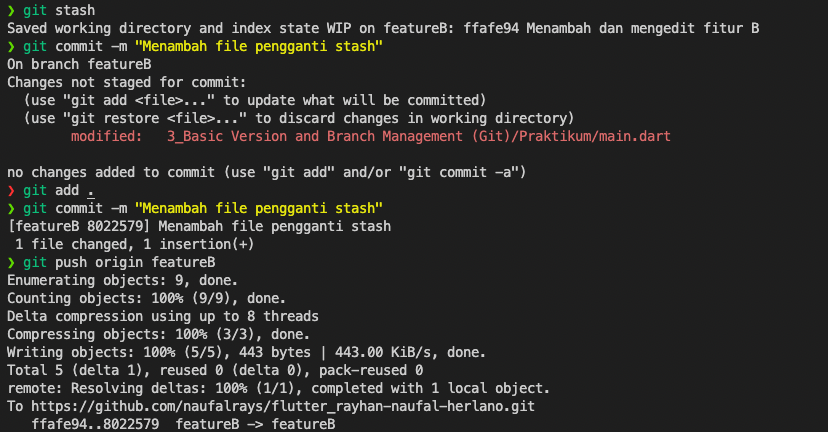 ❯ git stash
Saved working directory and index state WIP on featureB: ffafe94 Menambah dan mengedit fitur B
❯ git commit -m "Menambah file pengganti stash"
On branch featureB
Changes not staged for commit:
  (use "git add <file>..." to update what will be committed)
  (use "git restore <file>..." to discard changes in working directory)
        modified:   3_Basic Version and Branch Management (Git)/Praktikum/main.dart

no changes added to commit (use "git add" and/or "git commit -a")
❯ git add .
❯ git commit -m "Menambah file pengganti stash"
[featureB 8022579] Menambah file pengganti stash
 1 file changed, 1 insertion(+)
❯ git push origin featureB
Enumerating objects: 9, done.
Counting objects: 100% (9/9), done.
Delta compression using up to 8 threads
Compressing objects: 100% (3/3), done.
Writing objects: 100% (5/5), 443 bytes | 443.00 KiB/s, done.
Total 5 (delta 1), reused 0 (delta 0), pack-reused 0
remote: Resolving deltas: 100% (1/1), completed with 1 local object.
To https://github.com/naufalrays/flutter_rayhan-naufal-herlano.git
   ffafe94..8022579  featureB -> featureB